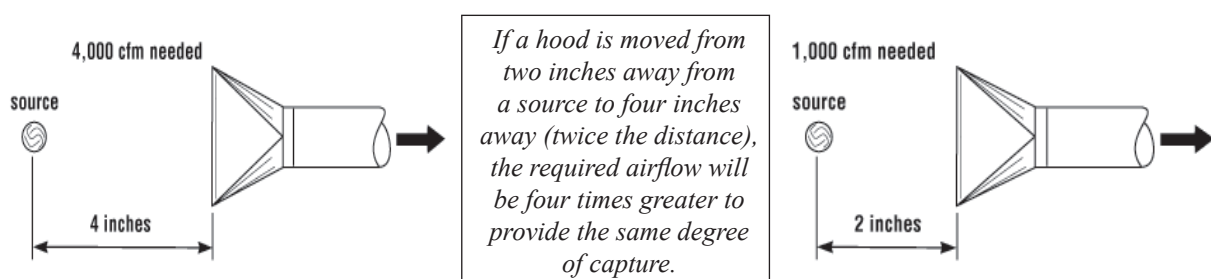 4,000 cfm needed
source
4 inches
If a hood is moved from
two inches away from
a source to four inches
away (twice the distance),
the required airflow will
be four times greater to
provide the same degree
of capture.
1,000 cfm needed
source
2 inches